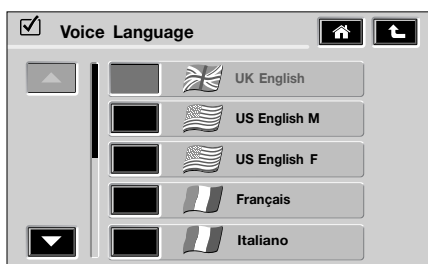 Voice Language
UK English
US English M
US English F
Français
Italiano